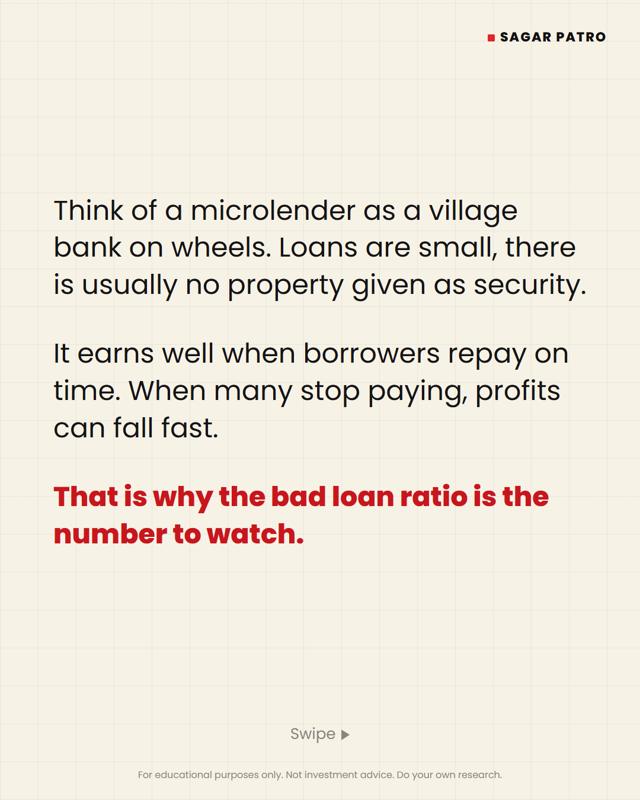 SAGAR PATRO
Think of a microlender as a village
bank on wheels. Loans are small, there
is usually no property given as security.
It earns well when borrowers repay on
time. When many stop paying, profits
can fall fast.
That is why the bad loan ratio is the
number to watch.
Swipe
For educational purposes only. Not investment advice. Do your own research.